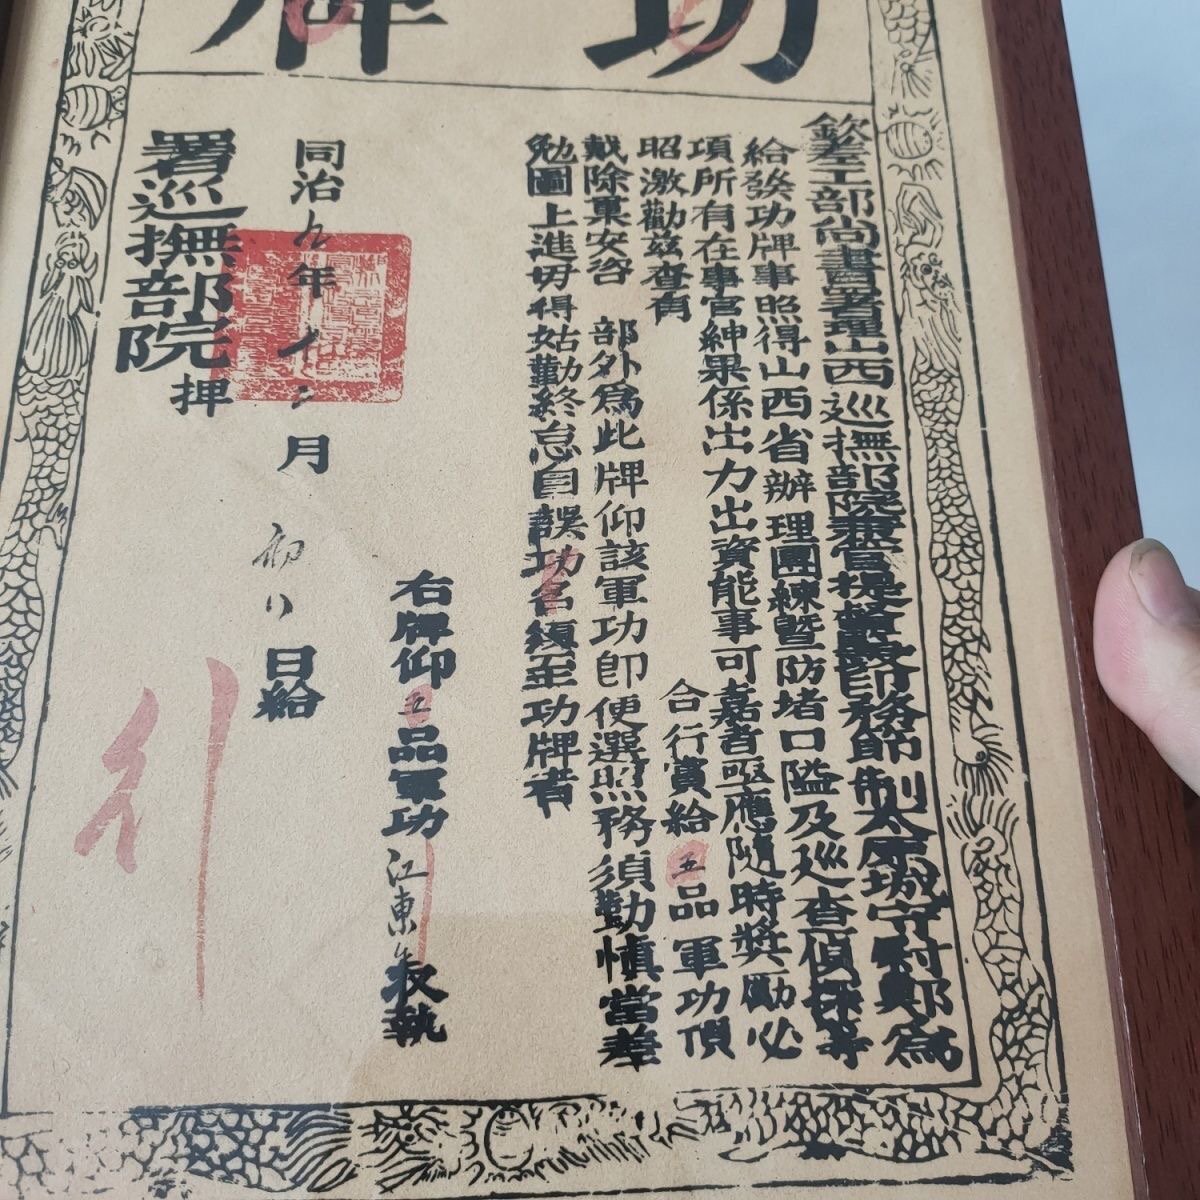 功牌
欽差工部尚書署理山西巡撫部院兼管提督鹽政印務節制太原城守尉鄭為
給發功牌事照得山西省辦理團練暨防堵口隘及巡查偵探等
項所有在事官紳果係出力出資能事可嘉者亟應隨時獎勵必
昭激勸茲查有 合行賞給五品軍功頂
戴除稟安咨 部外為此牌仰該軍功即便遵照務須勤慎當差
勉圖上進毋得始勤終怠自誤功名須至功牌者
右牌仰五品軍功江東 收執
同治九年十二月初八日給
署巡撫部院押
行